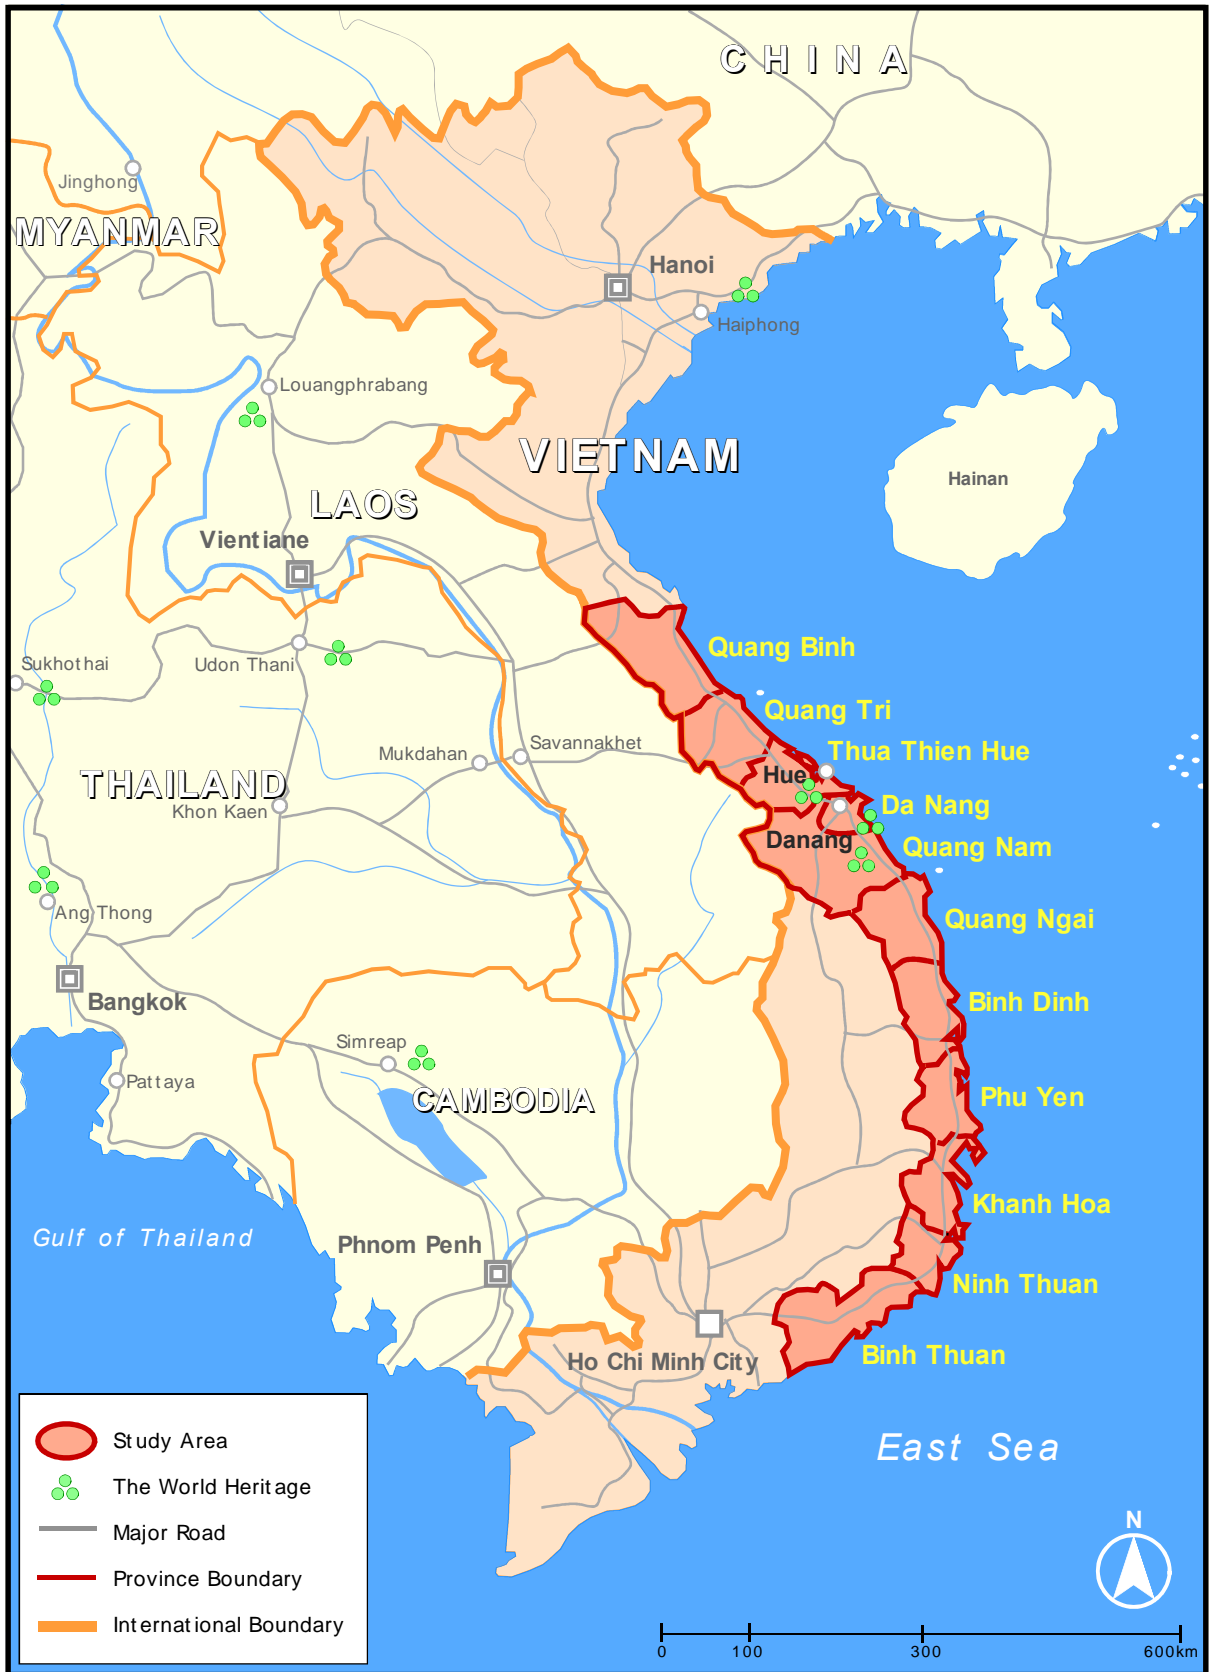 CHINA
Jinghong
MYANMAR
Hanoi
Haiphong
Louangphrabang
VIETNAM
Hainan
LAOS
Vientiane
Quang Binh
Sukhothai
Udon Thani
Quang Tri
Savannakhet
Mukdahan
Thua Thien Hue
THAILAND
Hue
Khon Kaen
Da Nang
Danang
Quang Nam
Ang Thong
Quang Ngai
Bangkok
Binh Dinh
Simreap
Pattaya
CAMBODIA
Phu Yen
Khanh Hoa
Gulf of Thailand
Phnom Penh
Ninh Thuan
Ho Chi Minh City
Binh Thuan
East Sea
Study Area
The World Heritage
Major Road
Province Boundary
International Boundary
N
0 100 300 600km